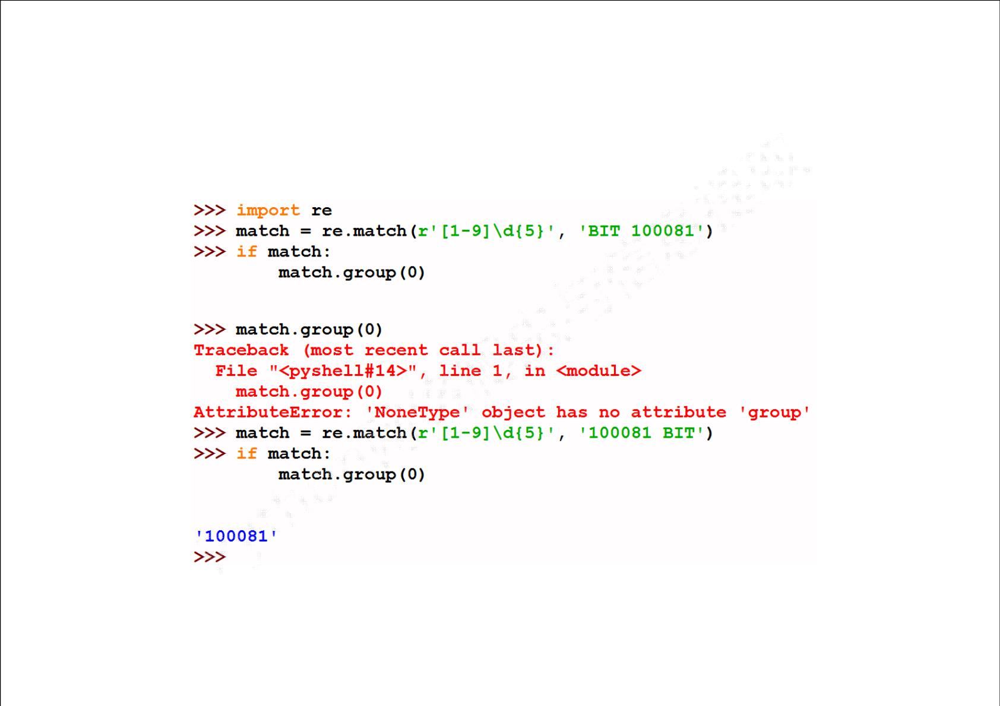 >>> import re
>>> match = re.match(r'[1-9]\d{5}', 'BIT 100081')
>>> if match:
        match.group(0)
>>> match.group(0)
Traceback (most recent call last):
  File "<pyshell#14>", line 1, in <module>
    match.group(0)
AttributeError: 'NoneType' object has no attribute 'group'
>>> match = re.match(r'[1-9]\d{5}', '100081 BIT')
>>> if match:
        match.group(0)
'100081'
>>>